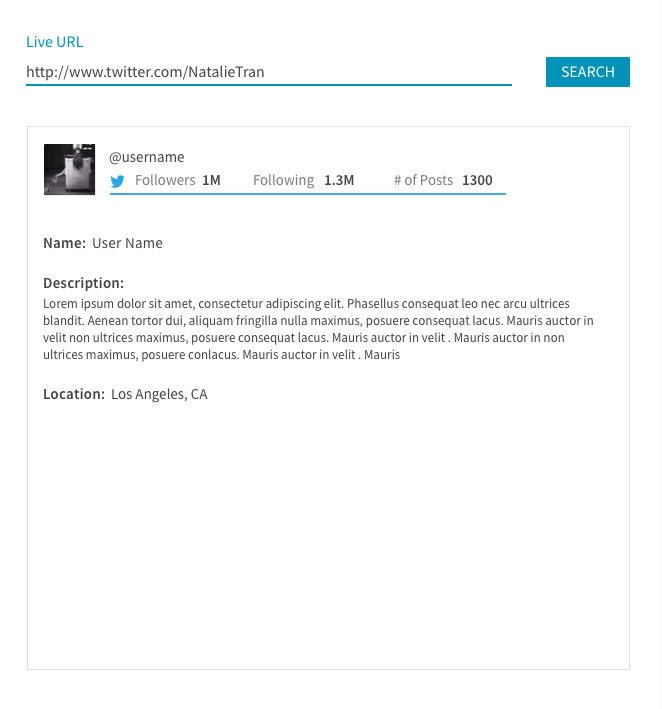 Live URL
http://www.twitter.com/NatalieTran
SEARCH
@username
Followers 1M Following 1.3M # of Posts 1300
Name: User Name
Description:
Lorem ipsum dolor sit amet, consectetur adipiscing elit. Phasellus consequat leo nec arcu ultrices
blandit. Aenean tortor dui, aliquam fringilla nulla maximus, posuere consequat lacus. Mauris auctor in
velit non ultrices maximus, posuere consequat lacus. Mauris auctor in velit . Mauris auctor in non
ultrices maximus, posuere conlacus. Mauris auctor in velit . Mauris
Location: Los Angeles, CA